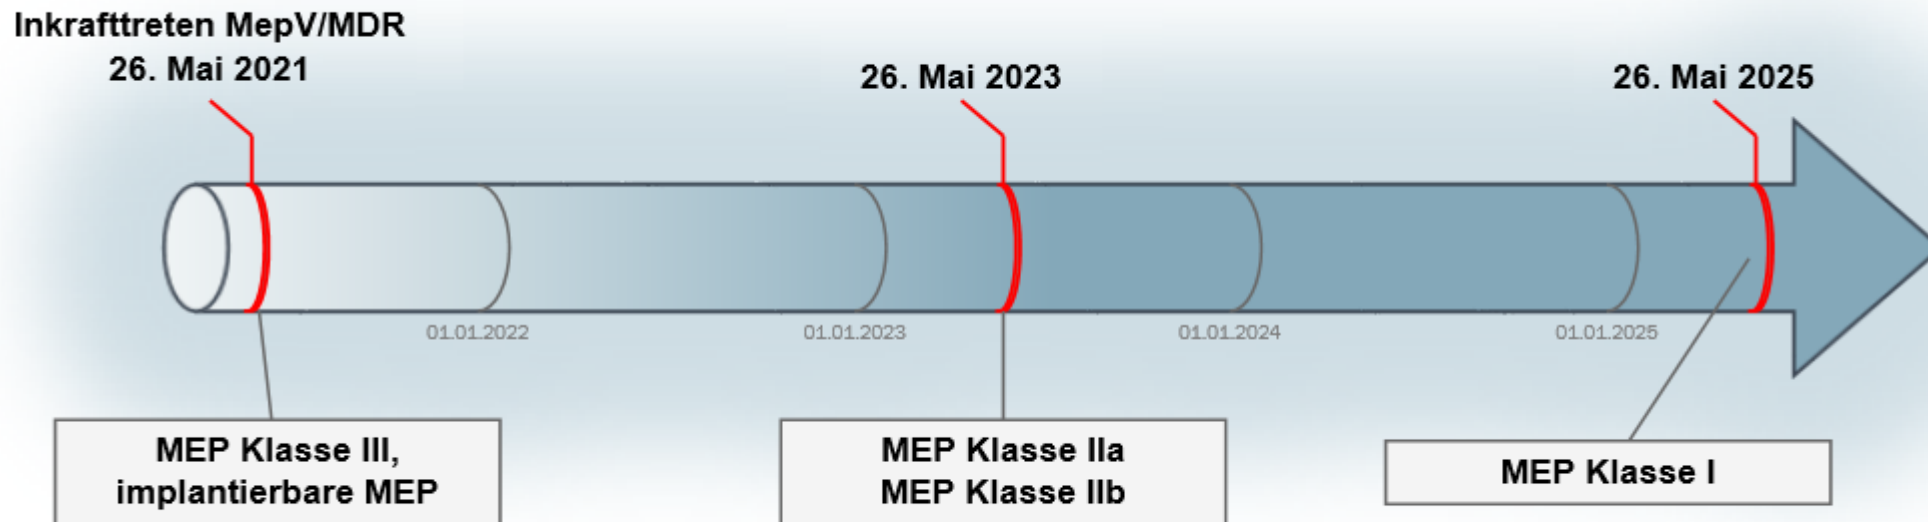 Inkrafttreten MepV/MDR
26. Mai 2021
26. Mai 2023
26. Mai 2025
01.01.2022
01.01.2023
01.01.2024
01.01.2025
MEP Klasse III,
implantierbare MEP
MEP Klasse IIa
MEP Klasse IIb
MEP Klasse I